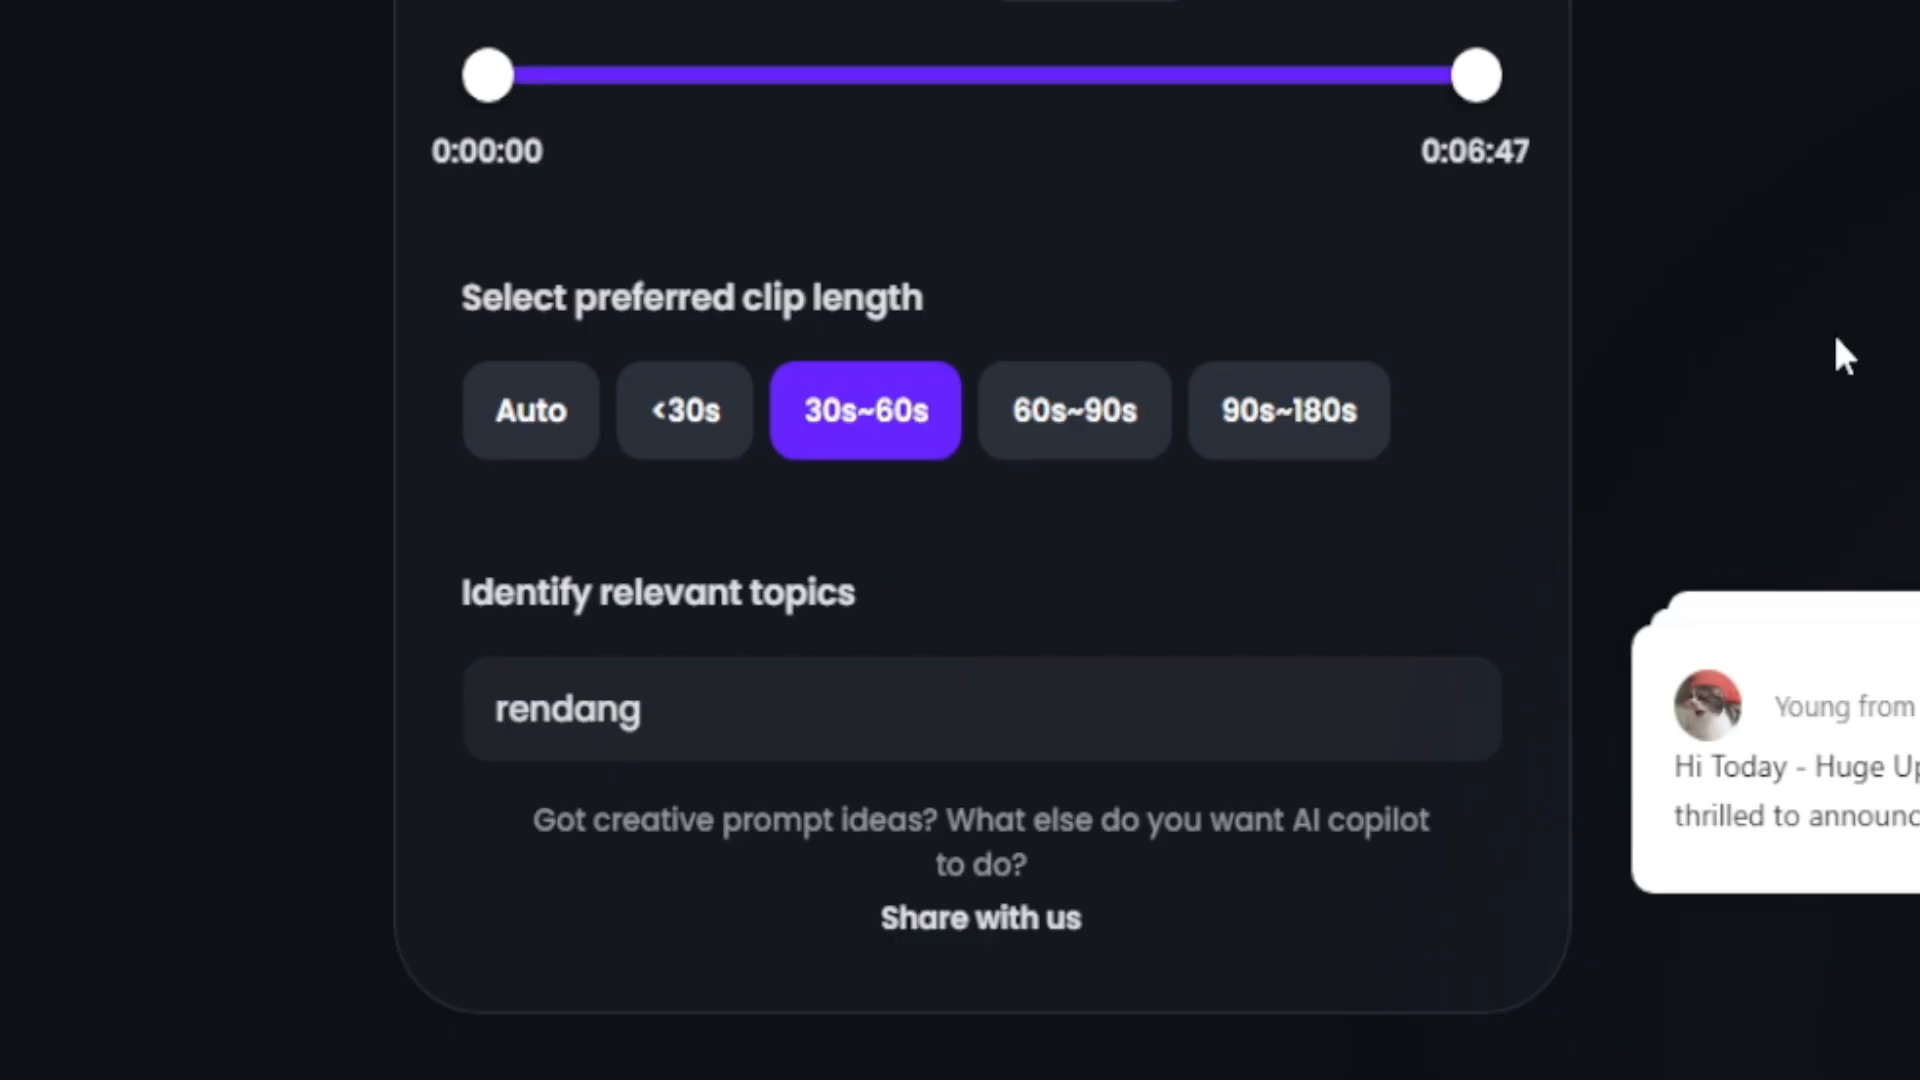 0:00:00 0:06:47
Select preferred clip length
Auto <30s 30s~60s 60s~90s 90s~180s
Identify relevant topics
rendang
Got creative prompt ideas? What else do you want AI copilot
to do?
Share with us
Young from
Hi Today - Huge Up
thrilled to announc